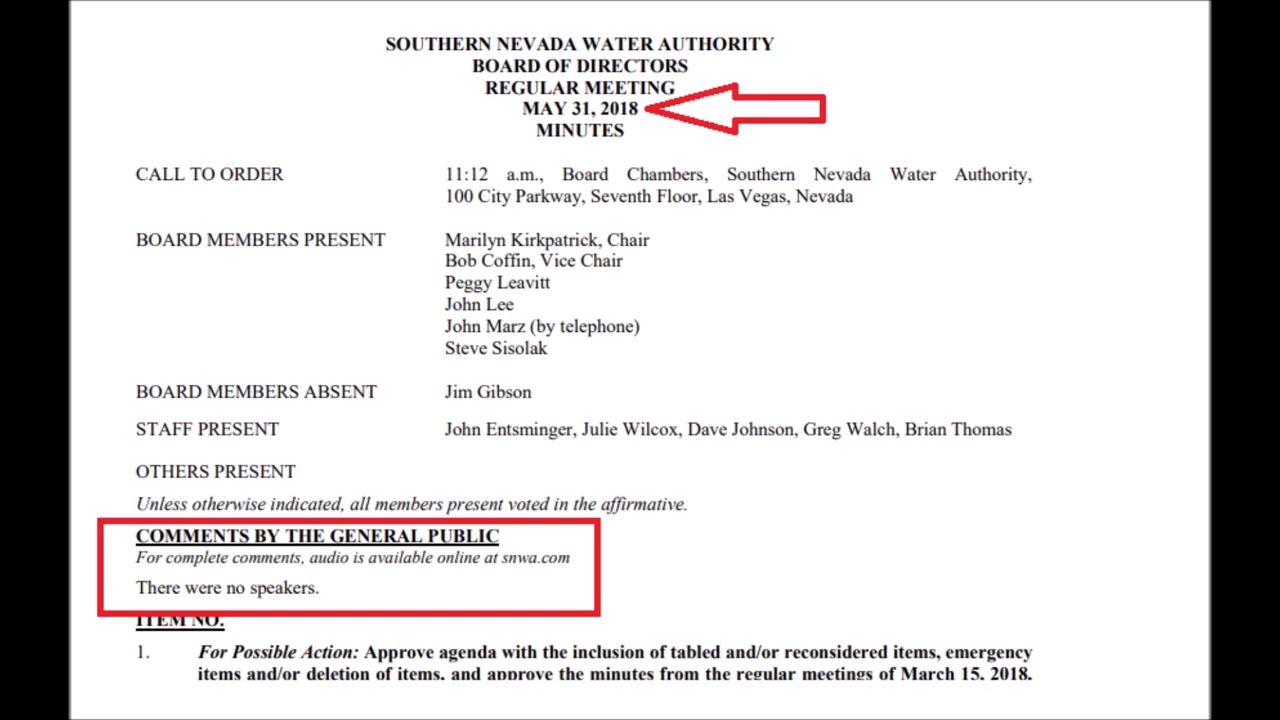 SOUTHERN NEVADA WATER AUTHORITY
BOARD OF DIRECTORS
REGULAR MEETING
MAY 31, 2018
MINUTES
CALL TO ORDER 11:12 a.m., Board Chambers, Southern Nevada Water Authority,
100 City Parkway, Seventh Floor, Las Vegas, Nevada
BOARD MEMBERS PRESENT Marilyn Kirkpatrick, Chair
Bob Coffin, Vice Chair
Peggy Leavitt
John Lee
John Marz (by telephone)
Steve Sisolak
BOARD MEMBERS ABSENT Jim Gibson
STAFF PRESENT John Entsminger, Julie Wilcox, Dave Johnson, Greg Walch, Brian Thomas
OTHERS PRESENT
Unless otherwise indicated, all members present voted in the affirmative.
COMMENTS BY THE GENERAL PUBLIC
For complete comments, audio is available online at snwa.com
There were no speakers.
ITEM NO.
1. For Possible Action: Approve agenda with the inclusion of tabled and/or reconsidered items, emergency
items and/or deletion of items, and approve the minutes from the regular meetings of March 15, 2018,